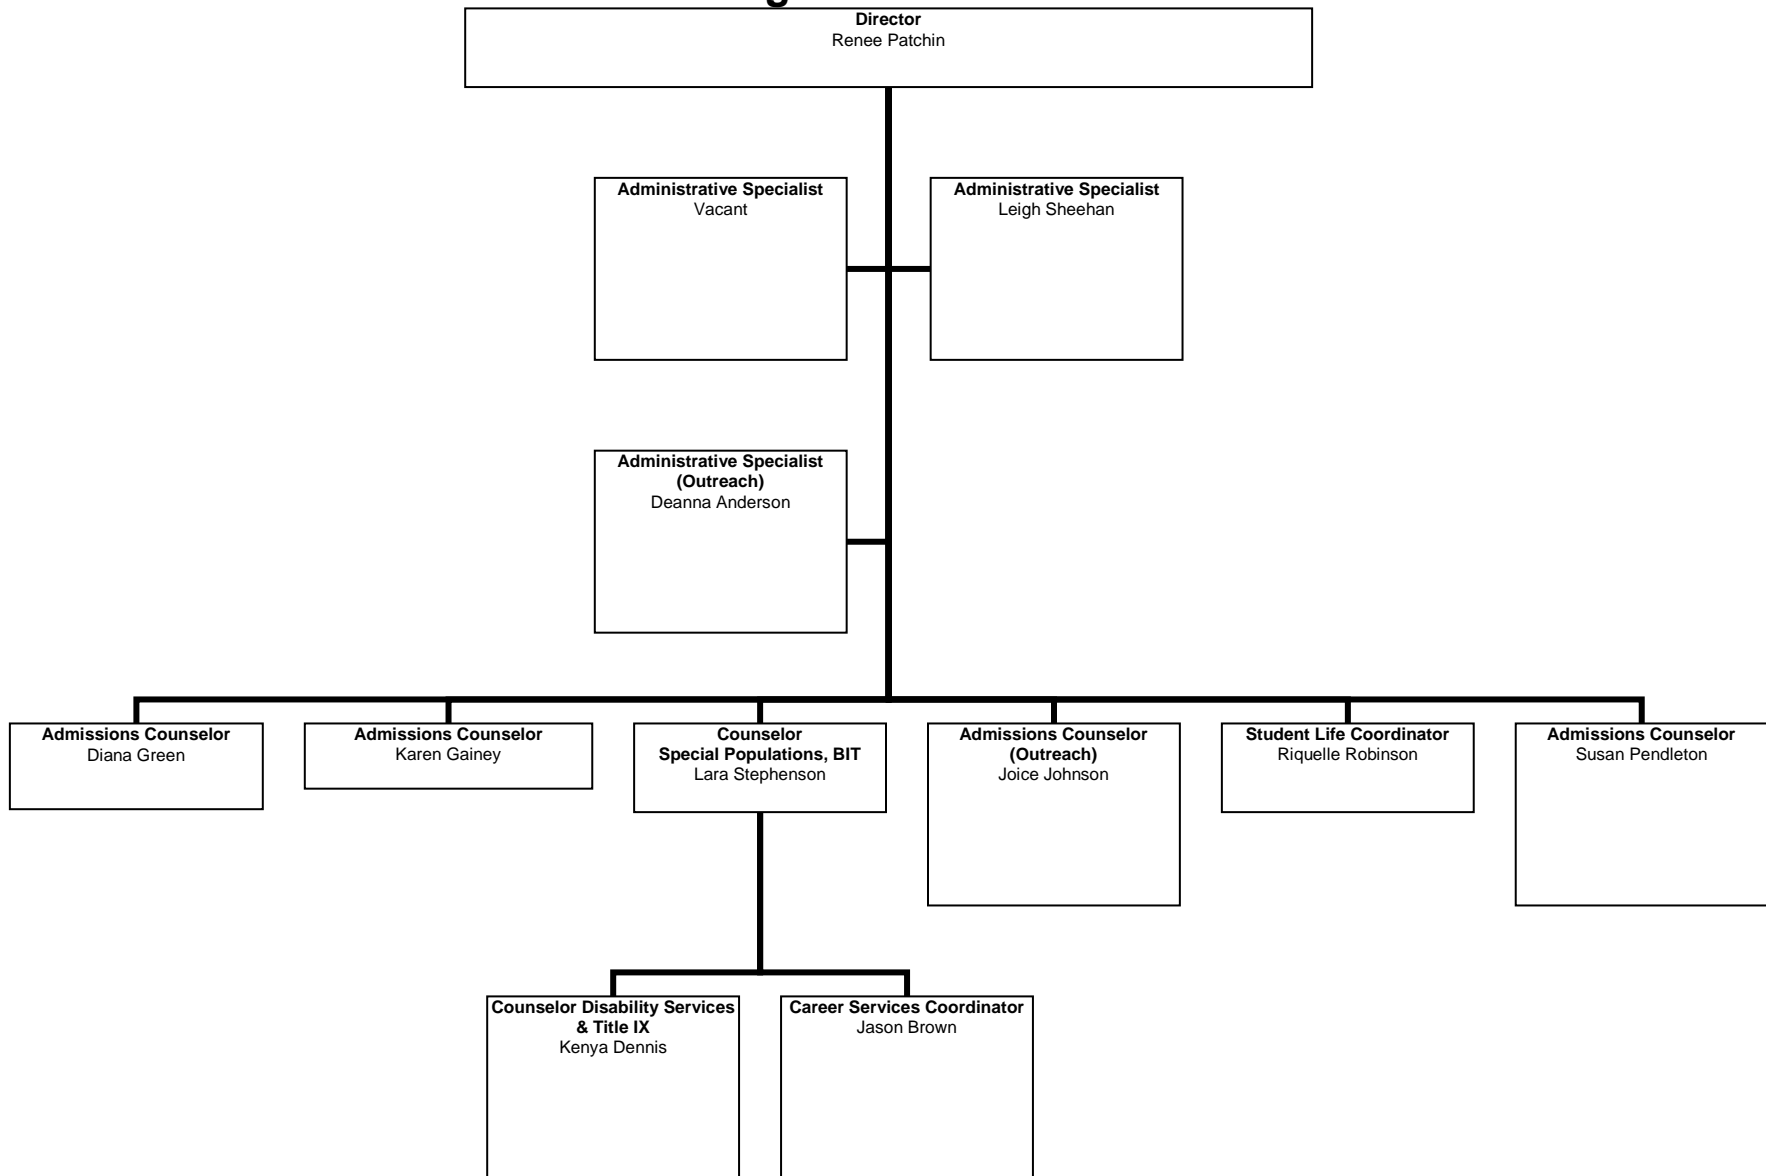 Director
Renee Patchin
Administrative Specialist
Vacant
Administrative Specialist
Leigh Sheehan
Administrative Specialist
(Outreach)
Deanna Anderson
Admissions Counselor
Diana Green
Admissions Counselor
Karen Gainey
Counselor
Special Populations, BIT
Lara Stephenson
Admissions Counselor
(Outreach)
Joice Johnson
Student Life Coordinator
Riquelle Robinson
Admissions Counselor
Susan Pendleton
Counselor Disability Services
& Title IX
Kenya Dennis
Career Services Coordinator
Jason Brown